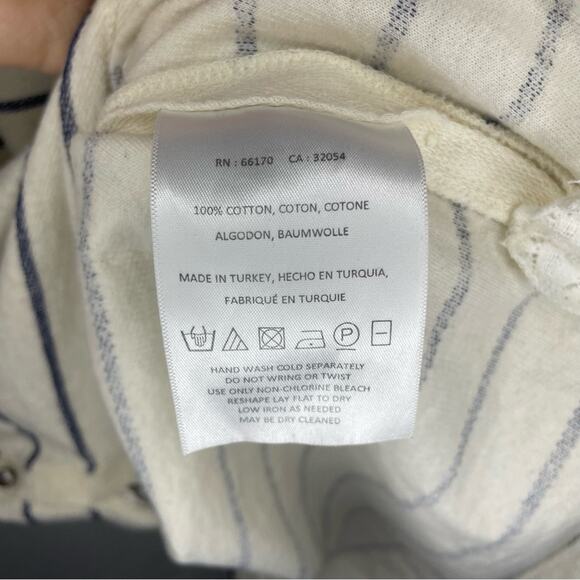 RN : 66170 CA : 32054
100% COTTON, COTON, COTONE
ALGODON, BAUMWOLLE
MADE IN TURKEY, HECHO EN TURQUIA,
FABRIQUÉ EN TURQUIE
P
HAND WASH COLD SEPARATELY
DO NOT WRING OR TWIST
USE ONLY NON-CHLORINE BLEACH
RESHAPE LAY FLAT TO DRY
LOW IRON AS NEEDED
MAY BE DRY CLEANED